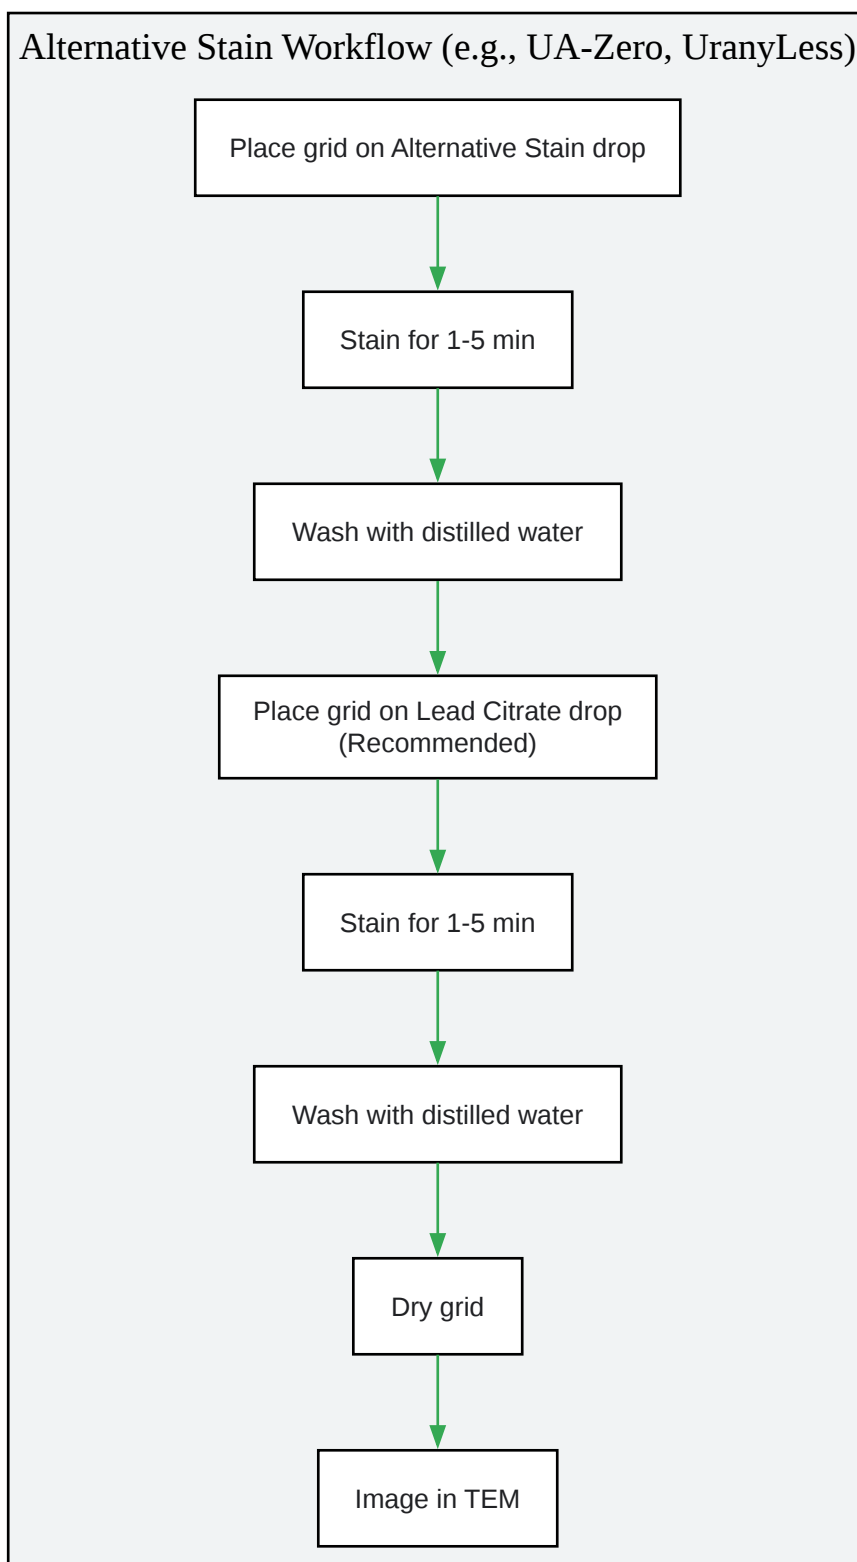 Alternative Stain Workflow (e.g., UA-Zero, UranyLess)
Place grid on Alternative Stain drop
Stain for 1-5 min
Wash with distilled water
Place grid on Lead Citrate drop
(Recommended)
Stain for 1-5 min
Wash with distilled water
Dry grid
Image in TEM